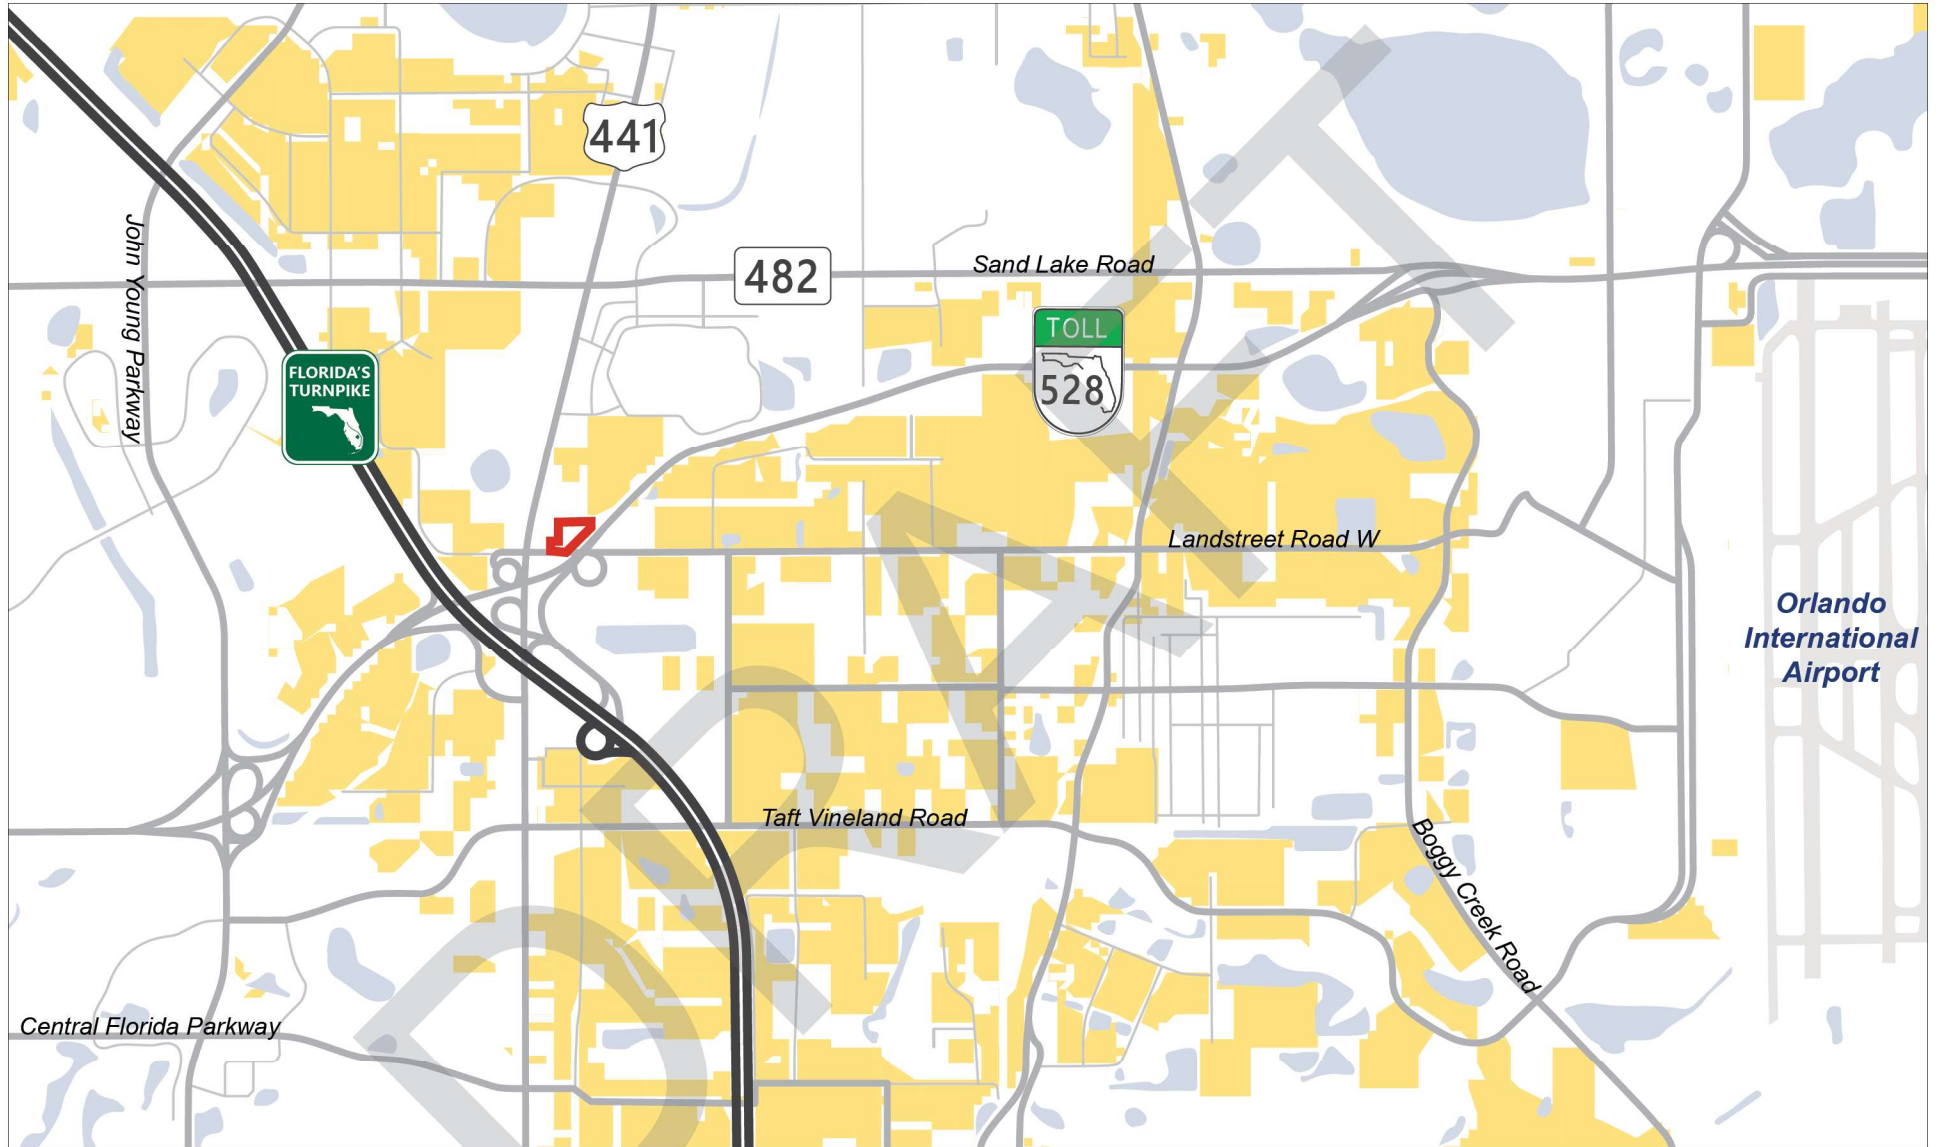 441
John Young Parkway
482
Sand Lake Road
TOLL
528
FLORIDA'S
TURNPIKE
Landstreet Road W
Orlando
International
Airport
Taft Vineland Road
Boggy Creek Road
Central Florida Parkway
DRAFT